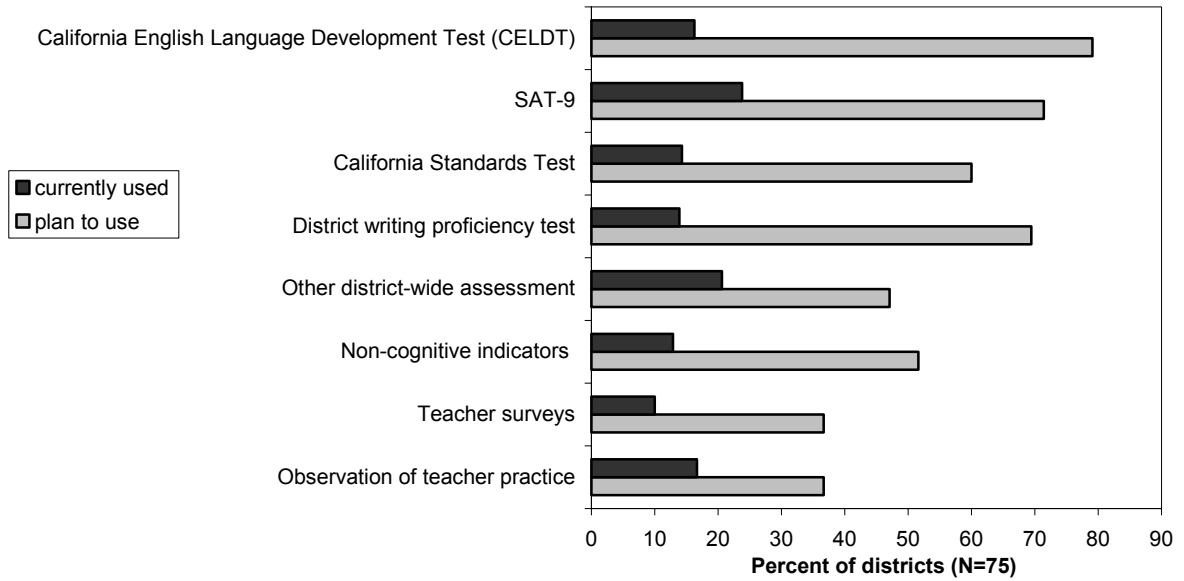 California English Language Development Test (CELDT)
SAT-9
California Standards Test
District writing proficiency test
Other district-wide assessment
Non-cognitive indicators
Teacher surveys
Observation of teacher practice
currently used
plan to use
0 10 20 30 40 50 60 70 80 90
Percent of districts (N=75)